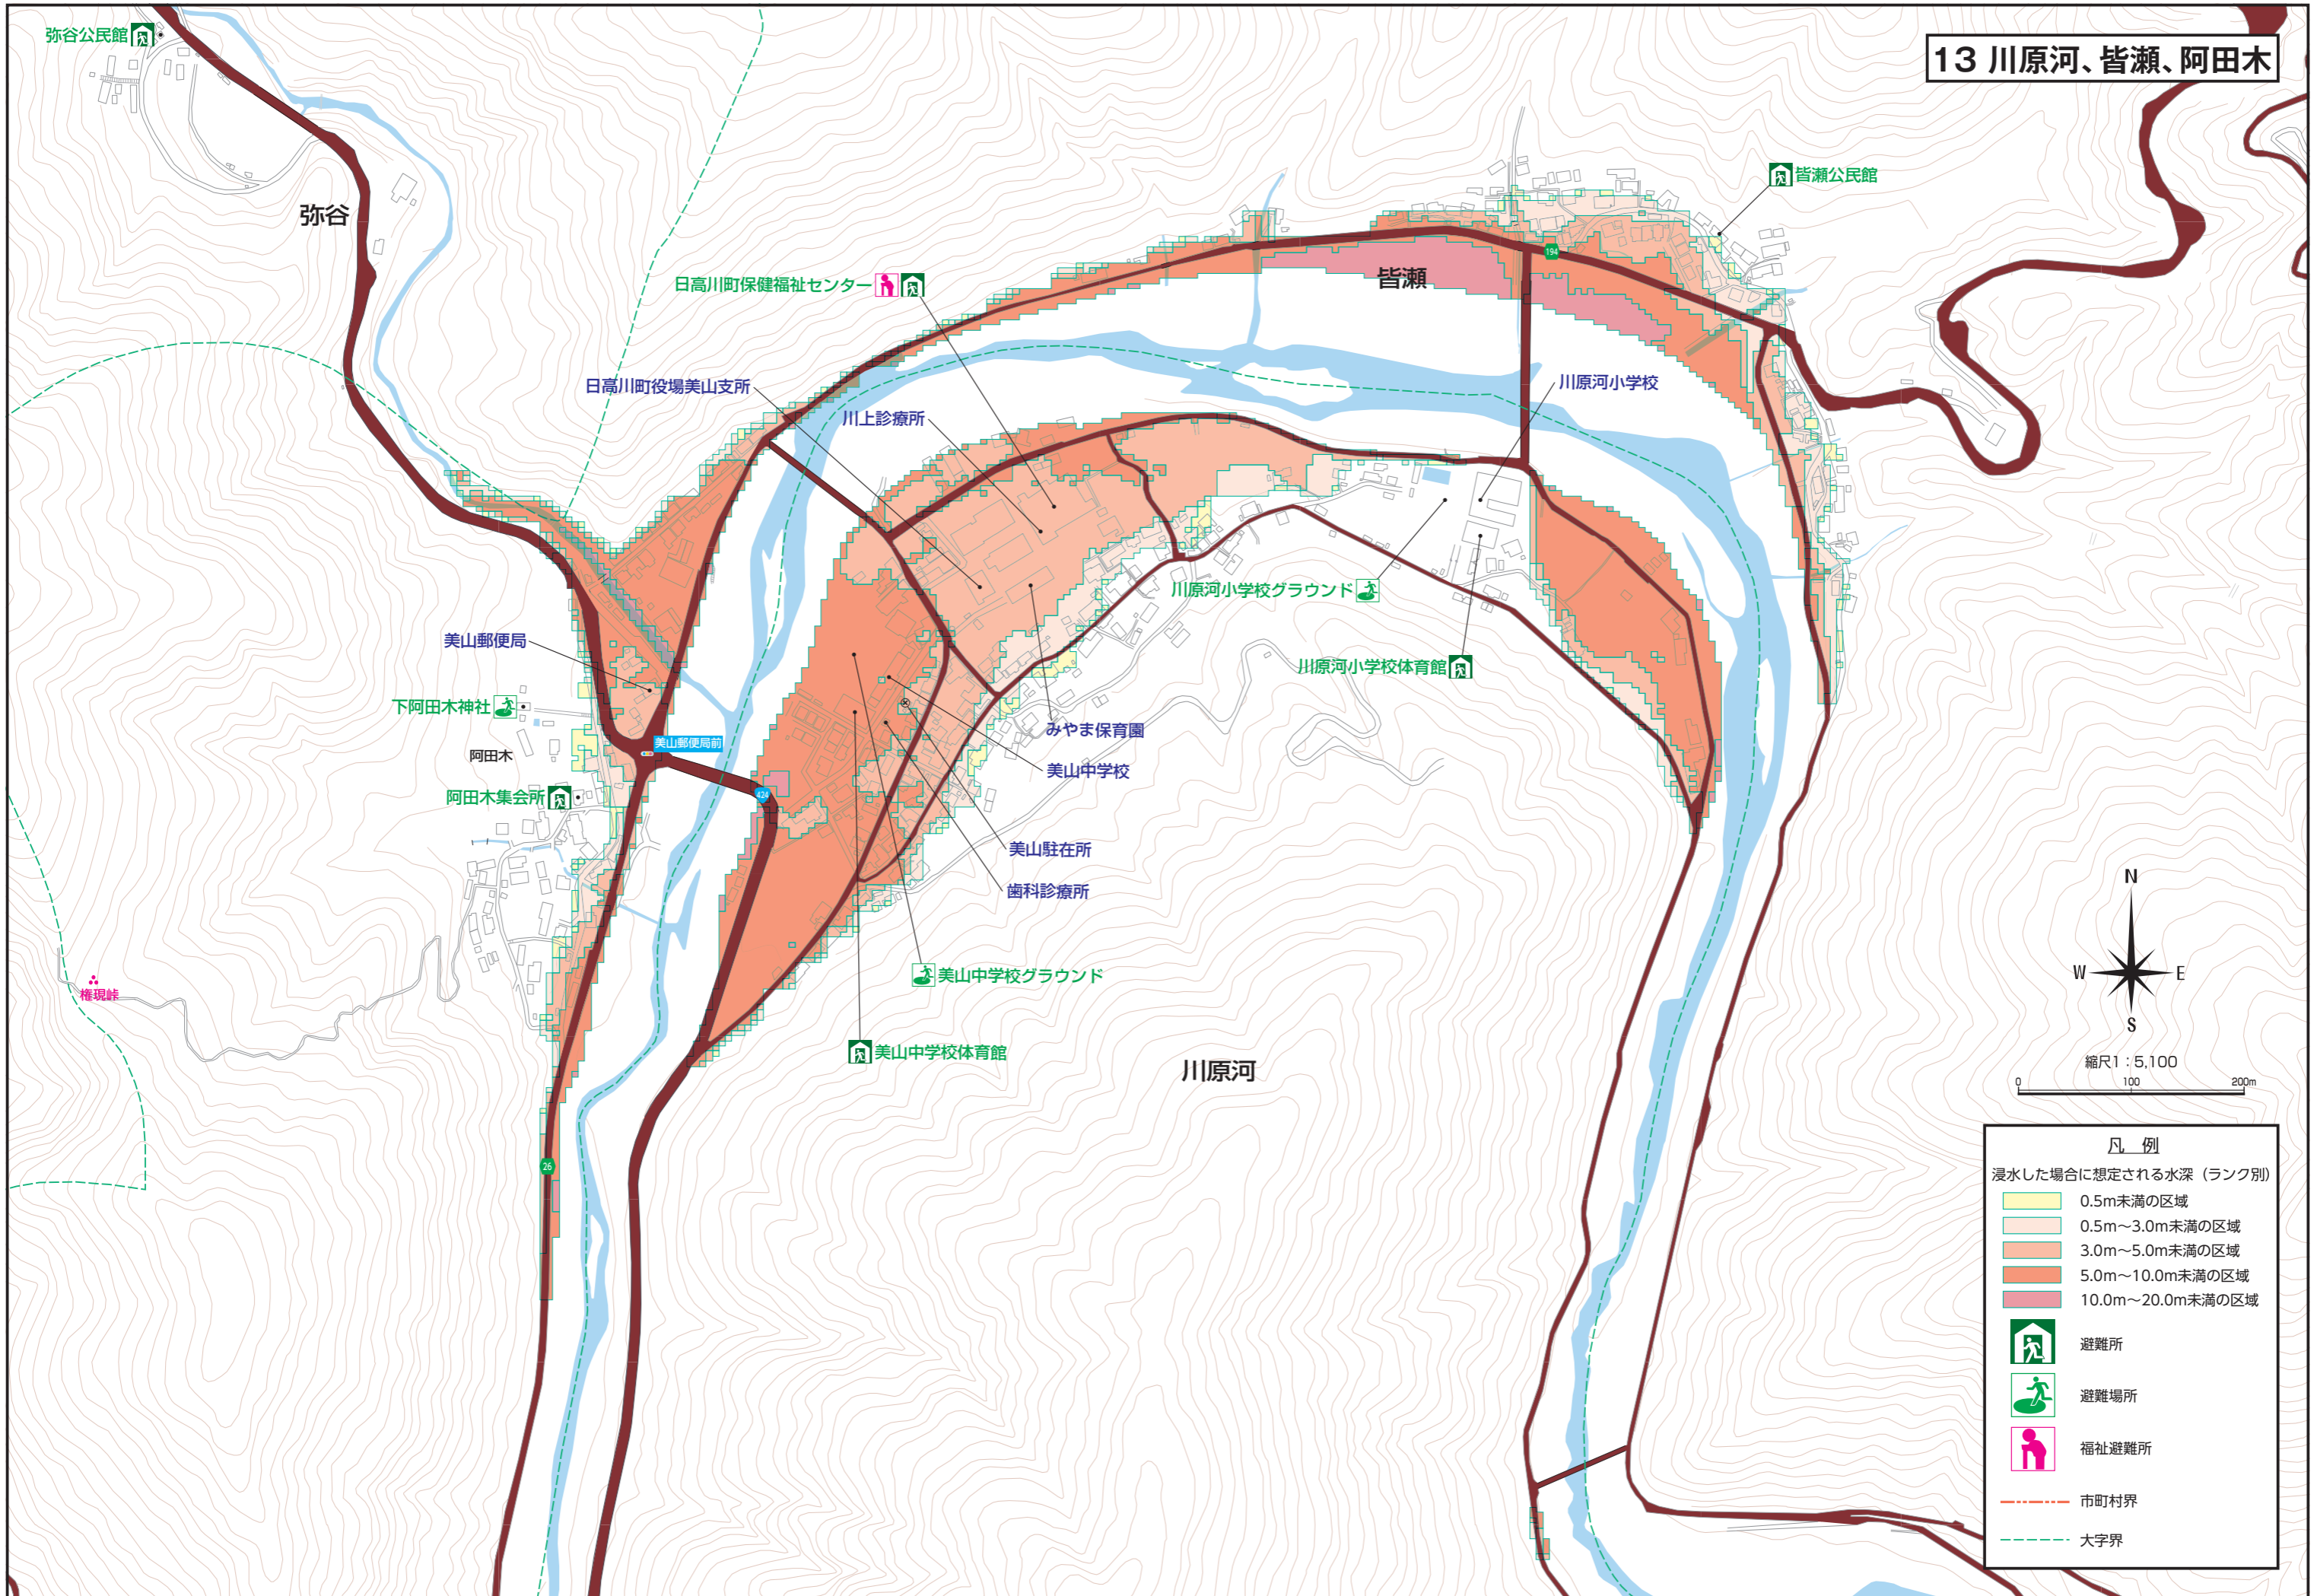 弥谷公民館
13 川原河、皆瀬、阿田木
皆瀬公民館
弥谷
194
皆瀬
日高川町保健福祉センター
日高川町役場美山支所
川原河小学校
川上診療所
川原河小学校グラウンド
美山郵便局
川原河小学校体育館
下阿田木神社
みやま保育園
美山郵便局前
阿田木
美山中学校
424
阿田木集会所
美山駐在所
歯科診療所
N
W
E
S
美山中学校グラウンド
権現峠
美山中学校体育館
川原河
縮尺1:5,100
0 100 200m
26
凡 例
浸水した場合に想定される水深(ランク別)
0.5m未満の区域
0.5m~3.0m未満の区域
3.0m~5.0m未満の区域
5.0m~10.0m未満の区域
10.0m~20.0m未満の区域
避難所
避難場所
福祉避難所
市町村界
大字界